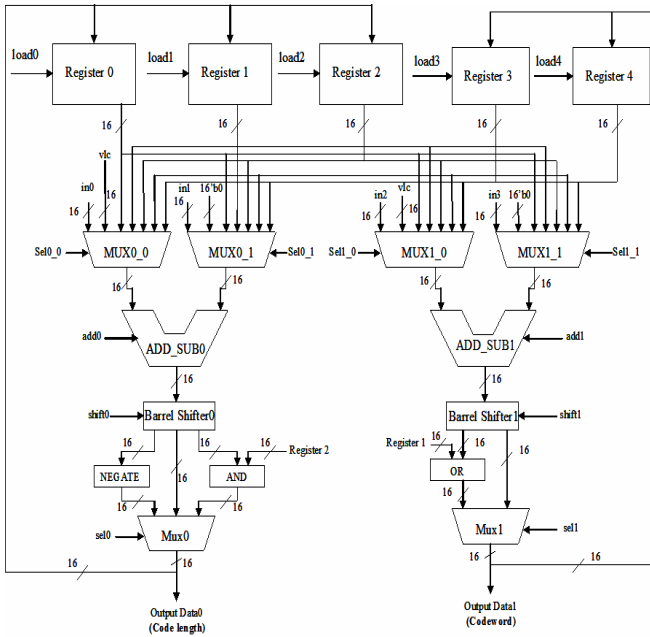 load0
Register 0
load1
Register 1
load2
Register 2
load3
Register 3
load4
Register 4
16
16
16
16
16
vlc
in0
16
16
in1
16
16'b0
in2
16
vlc
16
in3
16
16'b0
Sel0_0
MUX0_0
MUX0_1
Sel0_1
Sel1_0
MUX1_0
MUX1_1
Sel1_1
16
16
16
16
add0
ADD_SUB0
ADD_SUB1
add1
16
16
shift0
Barrel Shifter0
Barrel Shifter1
shift1
16
16
16
16
Register 2
NEGATE
AND
Register 1
16
16
16
OR
16
16
16
sel0
Mux0
Mux1
sel1
16
16
16
16
Output Data0
(Code length)
Output Data1
(Codeword)